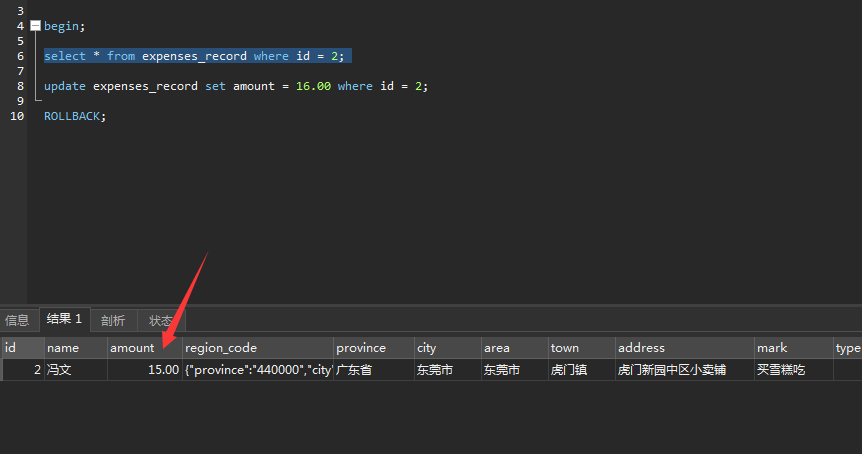 3
4 begin;
5
6 select * from expenses_record where id = 2;
7
8 update expenses_record set amount = 16.00 where id = 2;
9
10 ROLLBACK;
信息 结果 1 剖析 状态
id name amount region_code province city area town address mark type
2 冯文 15.00 {"province":"440000","city' 广东省 东莞市 东莞市 虎门镇 虎门新园中区小卖铺 买雪糕吃